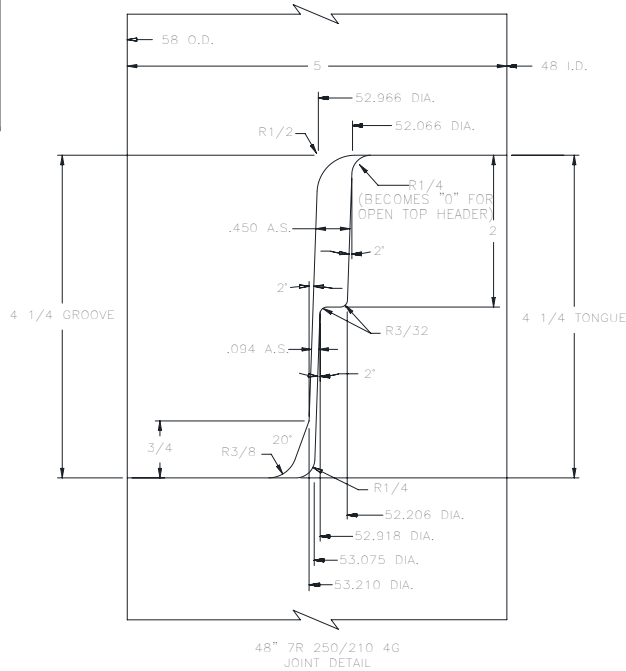 58 O.D.
5
48 I.D.
52.966 DIA.
R1/2
52.066 DIA.
R1/4
(BECOMES "0" FOR
OPEN TOP HEADER)
2
.450 A.S.
2°
2°
4 1/4 GROOVE
4 1/4 TONGUE
R3/32
.094 A.S.
2°
3/4
20°
R3/8
R1/4
52.206 DIA.
52.918 DIA.
53.075 DIA.
53.210 DIA.
48" 7R 250/210 4G
JOINT DETAIL